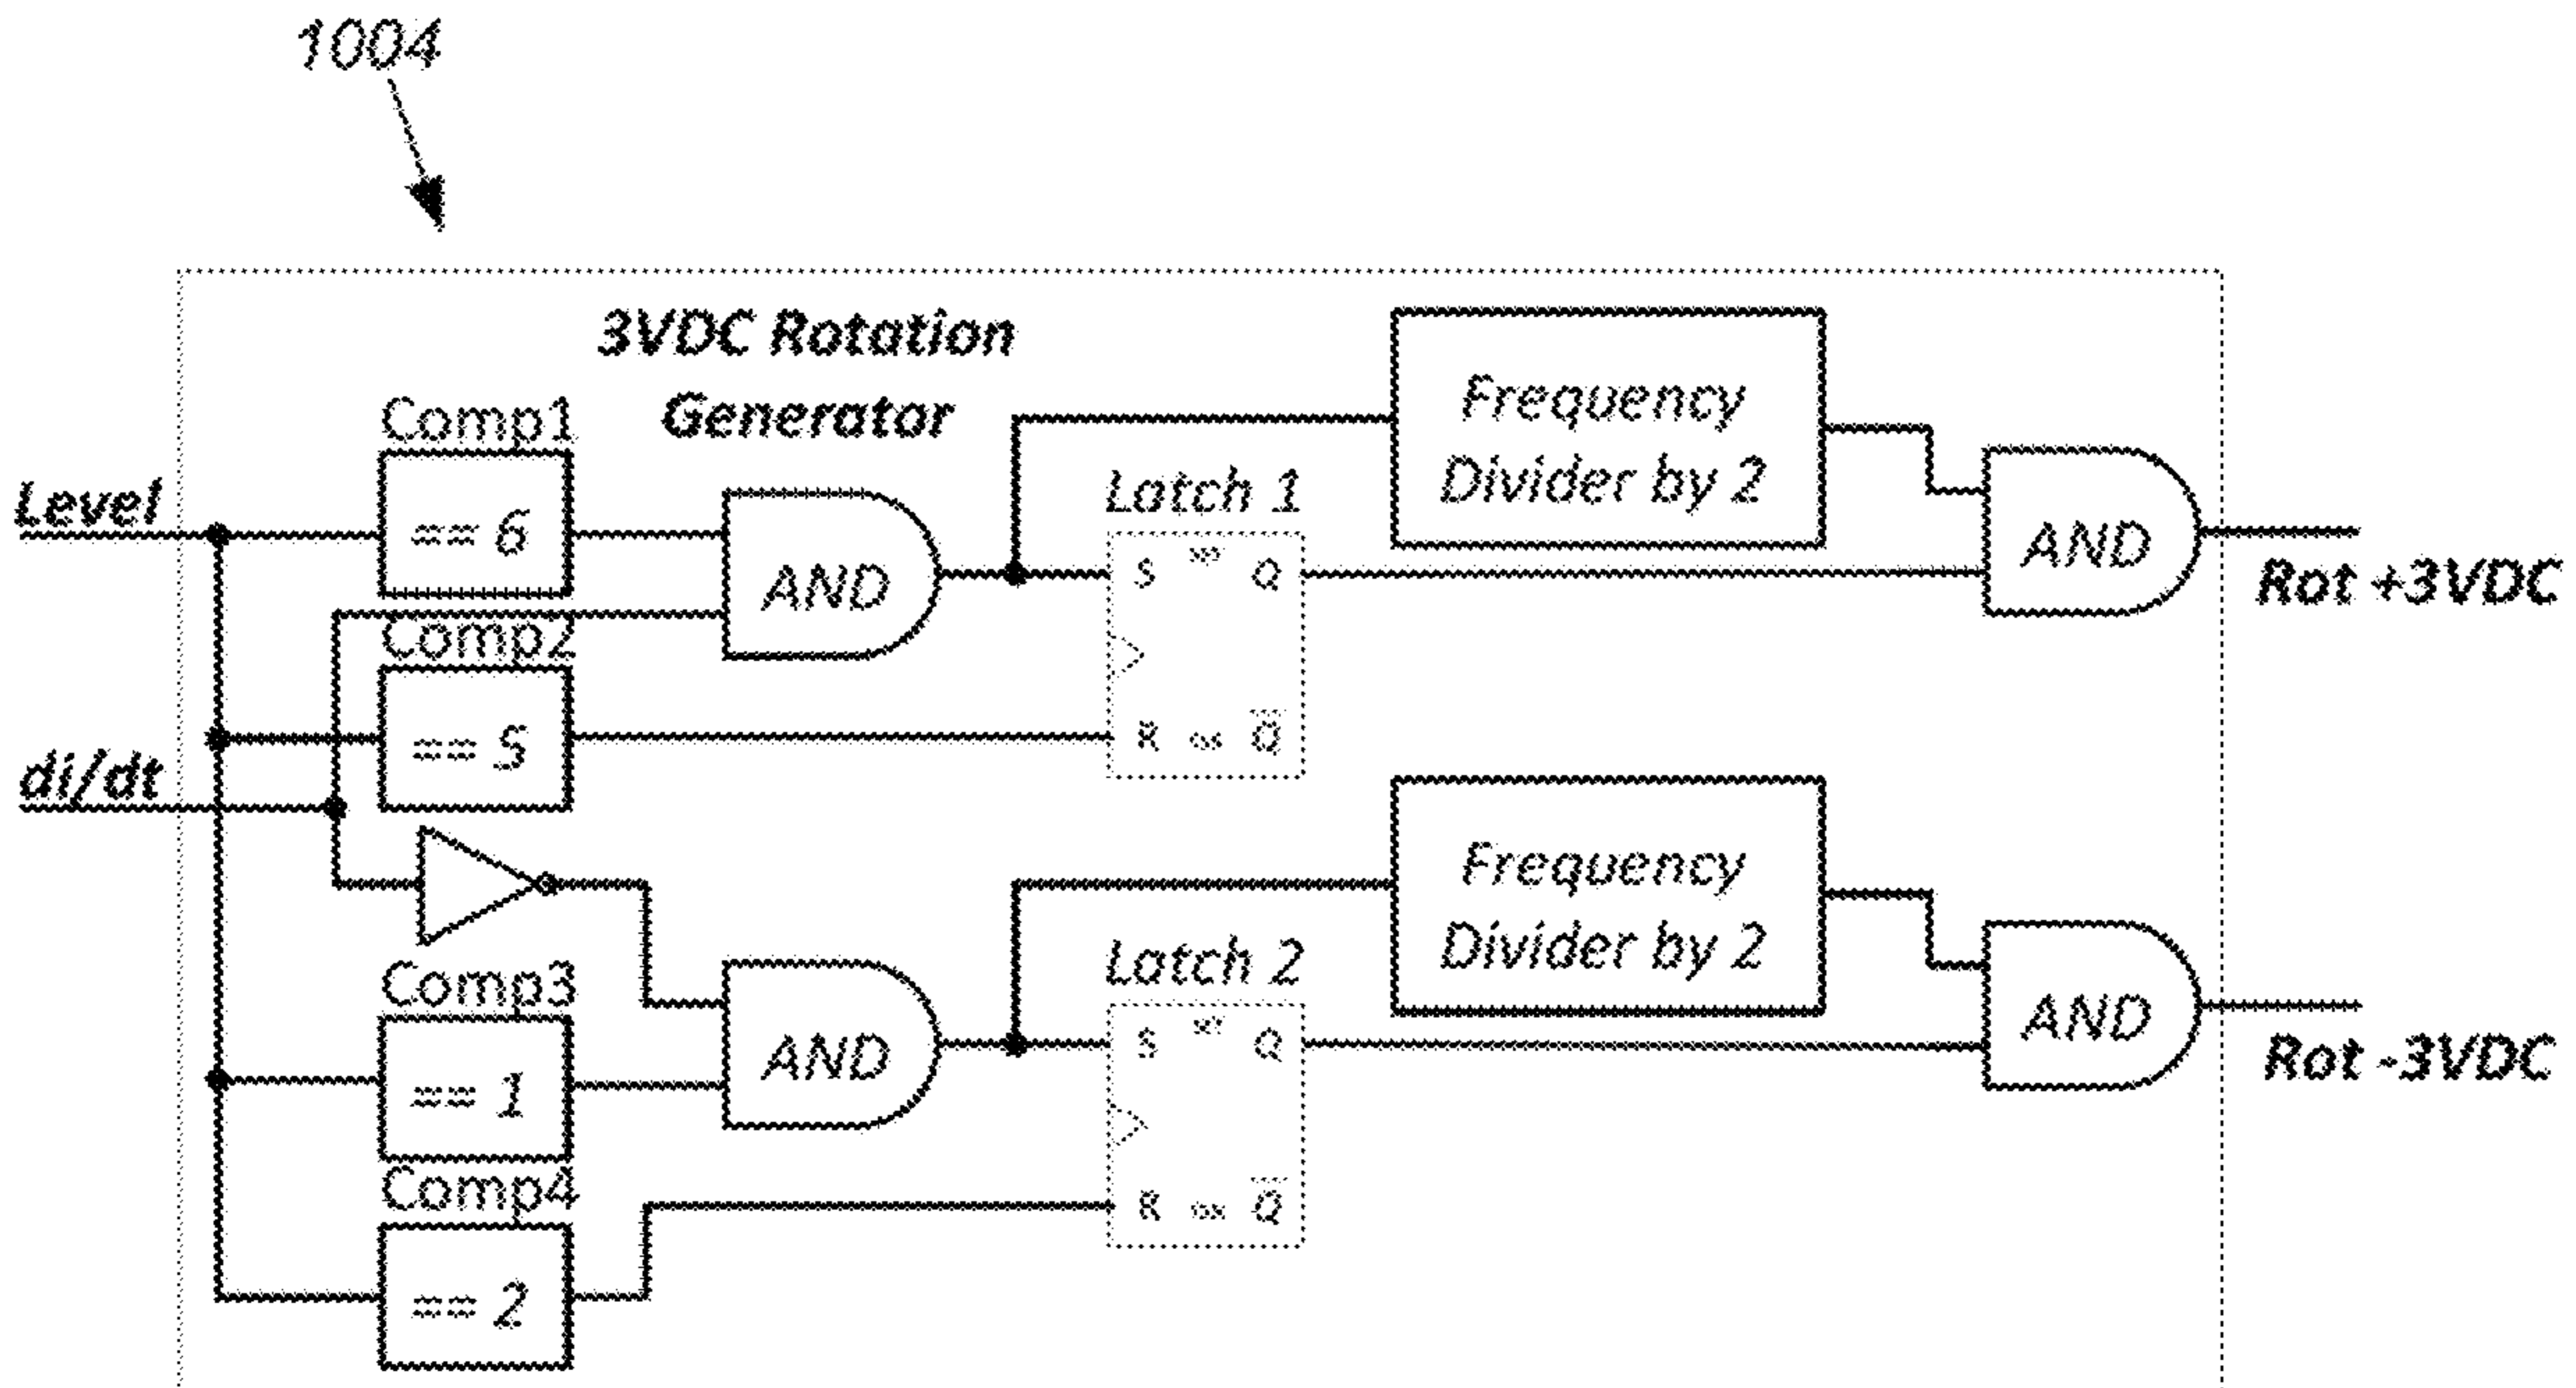 1004
3VDC Rotation
Generator
Comp1
== 6
Level
AND
Comp2
== 5
di/dt
Latch 1
S Q
R Q
Frequency
Divider by 2
AND
Rot +3VDC
Comp3
== 1
AND
Comp4
== 2
Latch 2
S Q
R Q
Frequency
Divider by 2
AND
Rot -3VDC